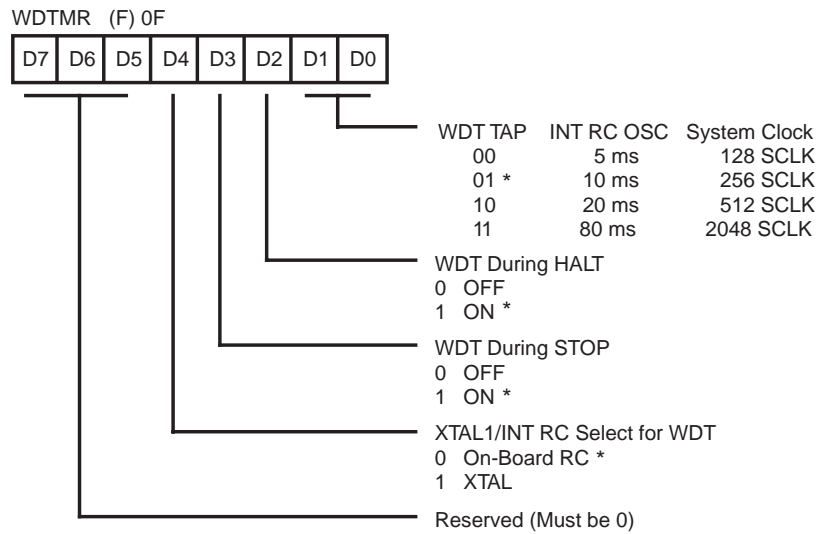 WDTMR (F) 0F
D7 D6 D5 D4 D3 D2 D1 D0
WDT TAP INT RC OSC System Clock
00 5 ms 128 SCLK
01 * 10 ms 256 SCLK
10 20 ms 512 SCLK
11 80 ms 2048 SCLK
WDT During HALT
0 OFF
1 ON *
WDT During STOP
0 OFF
1 ON *
XTAL1/INT RC Select for WDT
0 On-Board RC *
1 XTAL
Reserved (Must be 0)